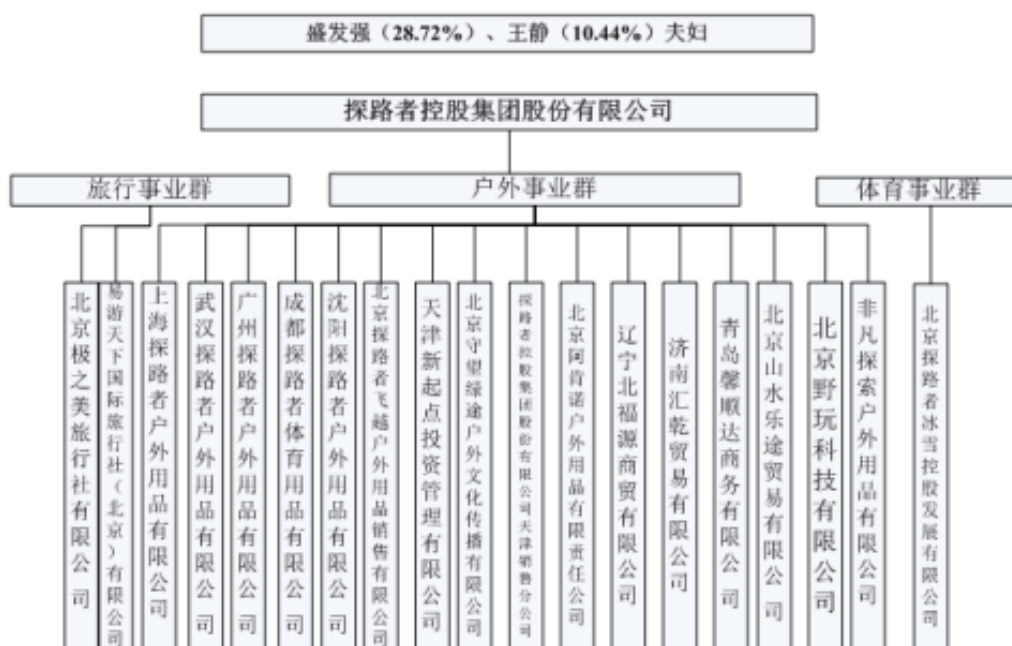 盛发强（28.72%）、王静（10.44%）夫妇
探路者控股集团股份有限公司
旅行事业群
户外事业群
体育事业群
北京极之美旅行社有限公司
易游天下国际旅行社（北京）有限公司
上海探路者户外用品有限公司
武汉探路者户外用品有限公司
广州探路者户外用品有限公司
成都探路者体育用品有限公司
沈阳探路者户外用品有限公司
北京探路者飞越户外用品销售有限公司
天津新起点投资管理有限公司
北京守望绿途户外文化传播有限公司
探路者控股集团股份有限公司天津销售分公司
北京阿肯诺户外用品有限责任公司
辽宁北福源商贸有限公司
济南汇乾贸易有限公司
青岛馨顺达商务有限公司
北京山水乐途贸易有限公司
北京野玩科技有限公司
非凡探索户外用品有限公司
北京探路者冰雪控股发展有限公司